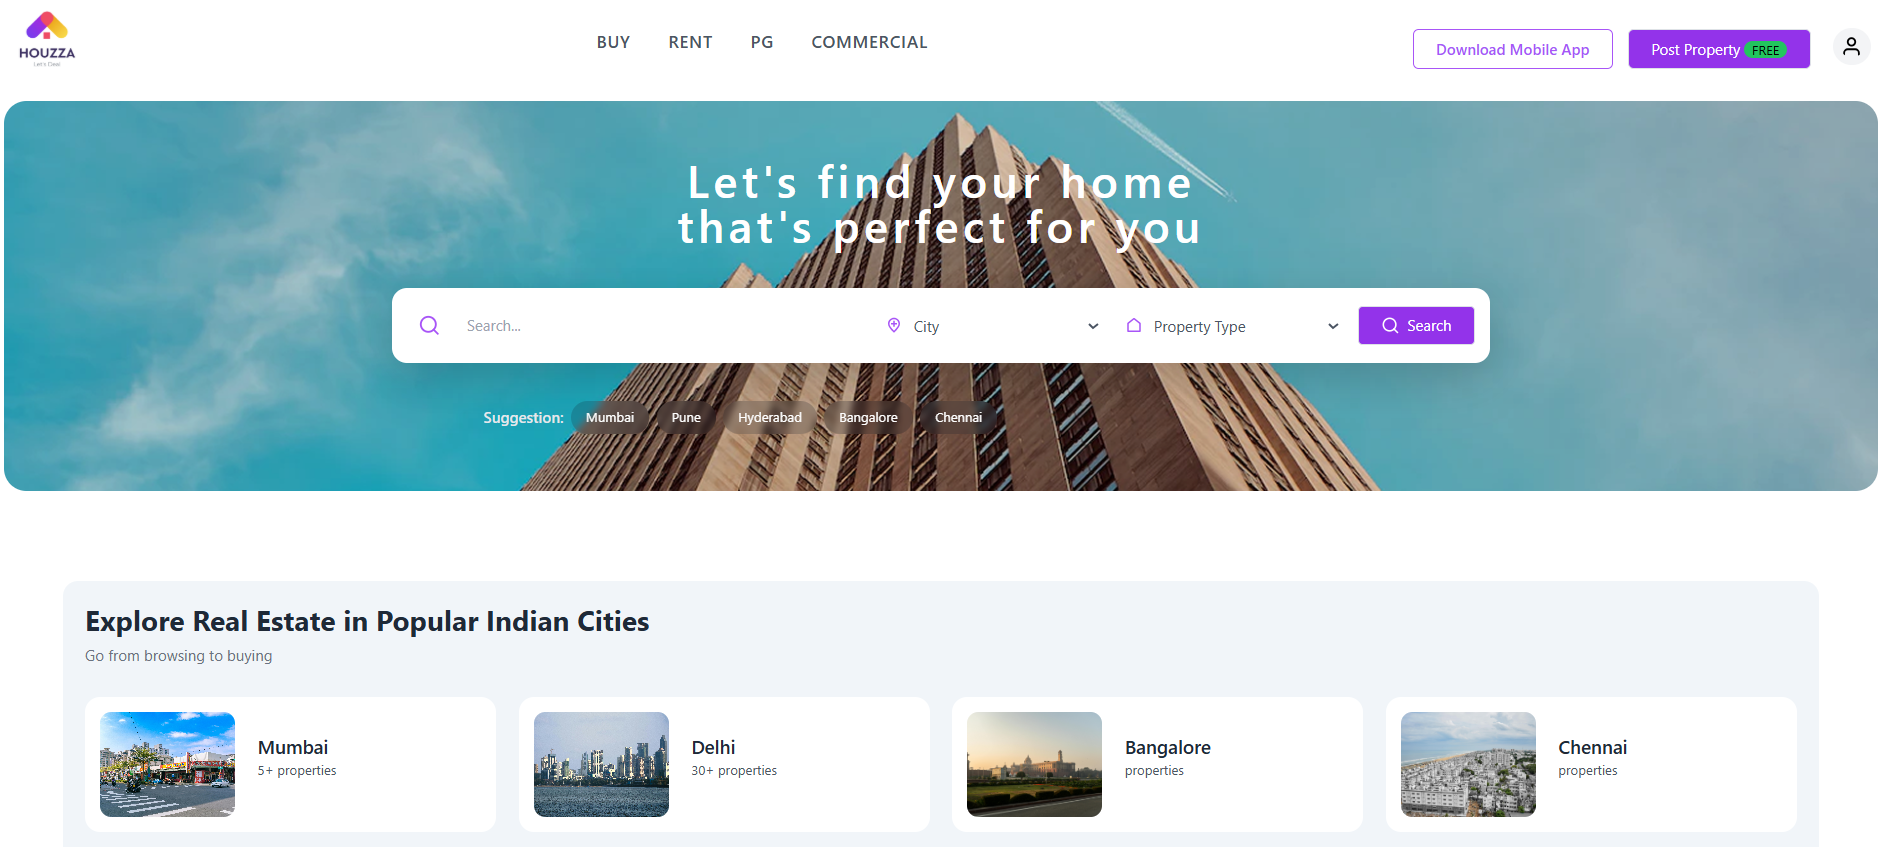 HOUZZA
Let's Deal
BUY RENT PG COMMERCIAL
Download Mobile App
Post Property FREE
Let's find your home
that's perfect for you
Search...
City
Property Type
Search
Suggestion: Mumbai Pune Hyderabad Bangalore Chennai
Explore Real Estate in Popular Indian Cities
Go from browsing to buying
Mumbai
5+ properties
Delhi
30+ properties
Bangalore
properties
Chennai
properties